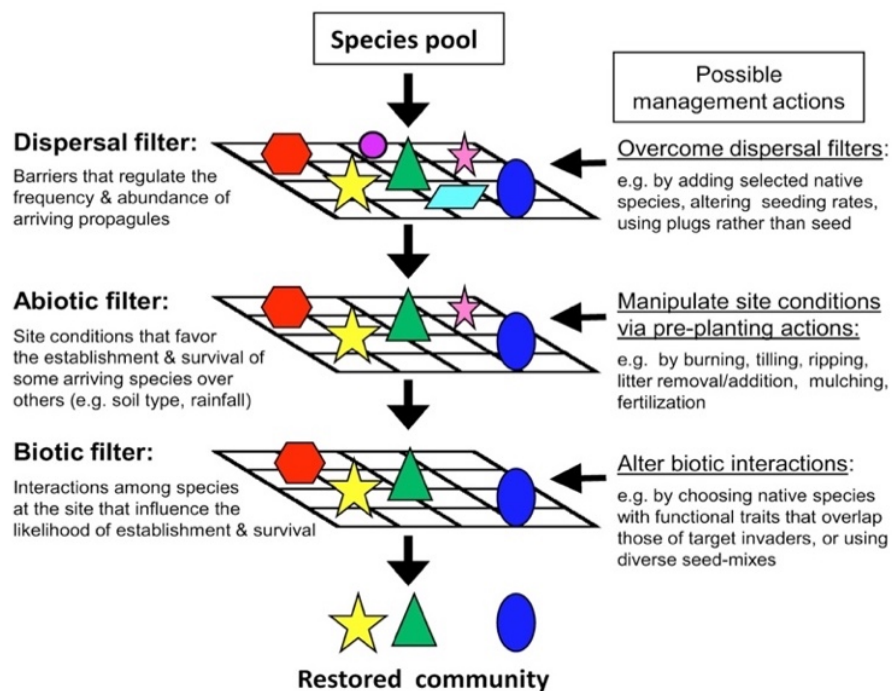 Species pool
Possible
management actions
Dispersal filter:
Barriers that regulate the
frequency & abundance of
arriving propagules
Overcome dispersal filters:
e.g. by adding selected native
species, altering seeding rates,
using plugs rather than seed
Abiotic filter:
Site conditions that favor
the establishment & survival of
some arriving species over
others (e.g. soil type, rainfall)
Manipulate site conditions
via pre-planting actions:
e.g. by burning, tilling, ripping,
litter removal/addition, mulching,
fertilization
Biotic filter:
Interactions among species
at the site that influence the
likelihood of establishment & survival
Alter biotic interactions:
e.g. by choosing native species
with functional traits that overlap
those of target invaders, or using
diverse seed-mixes
Restored community